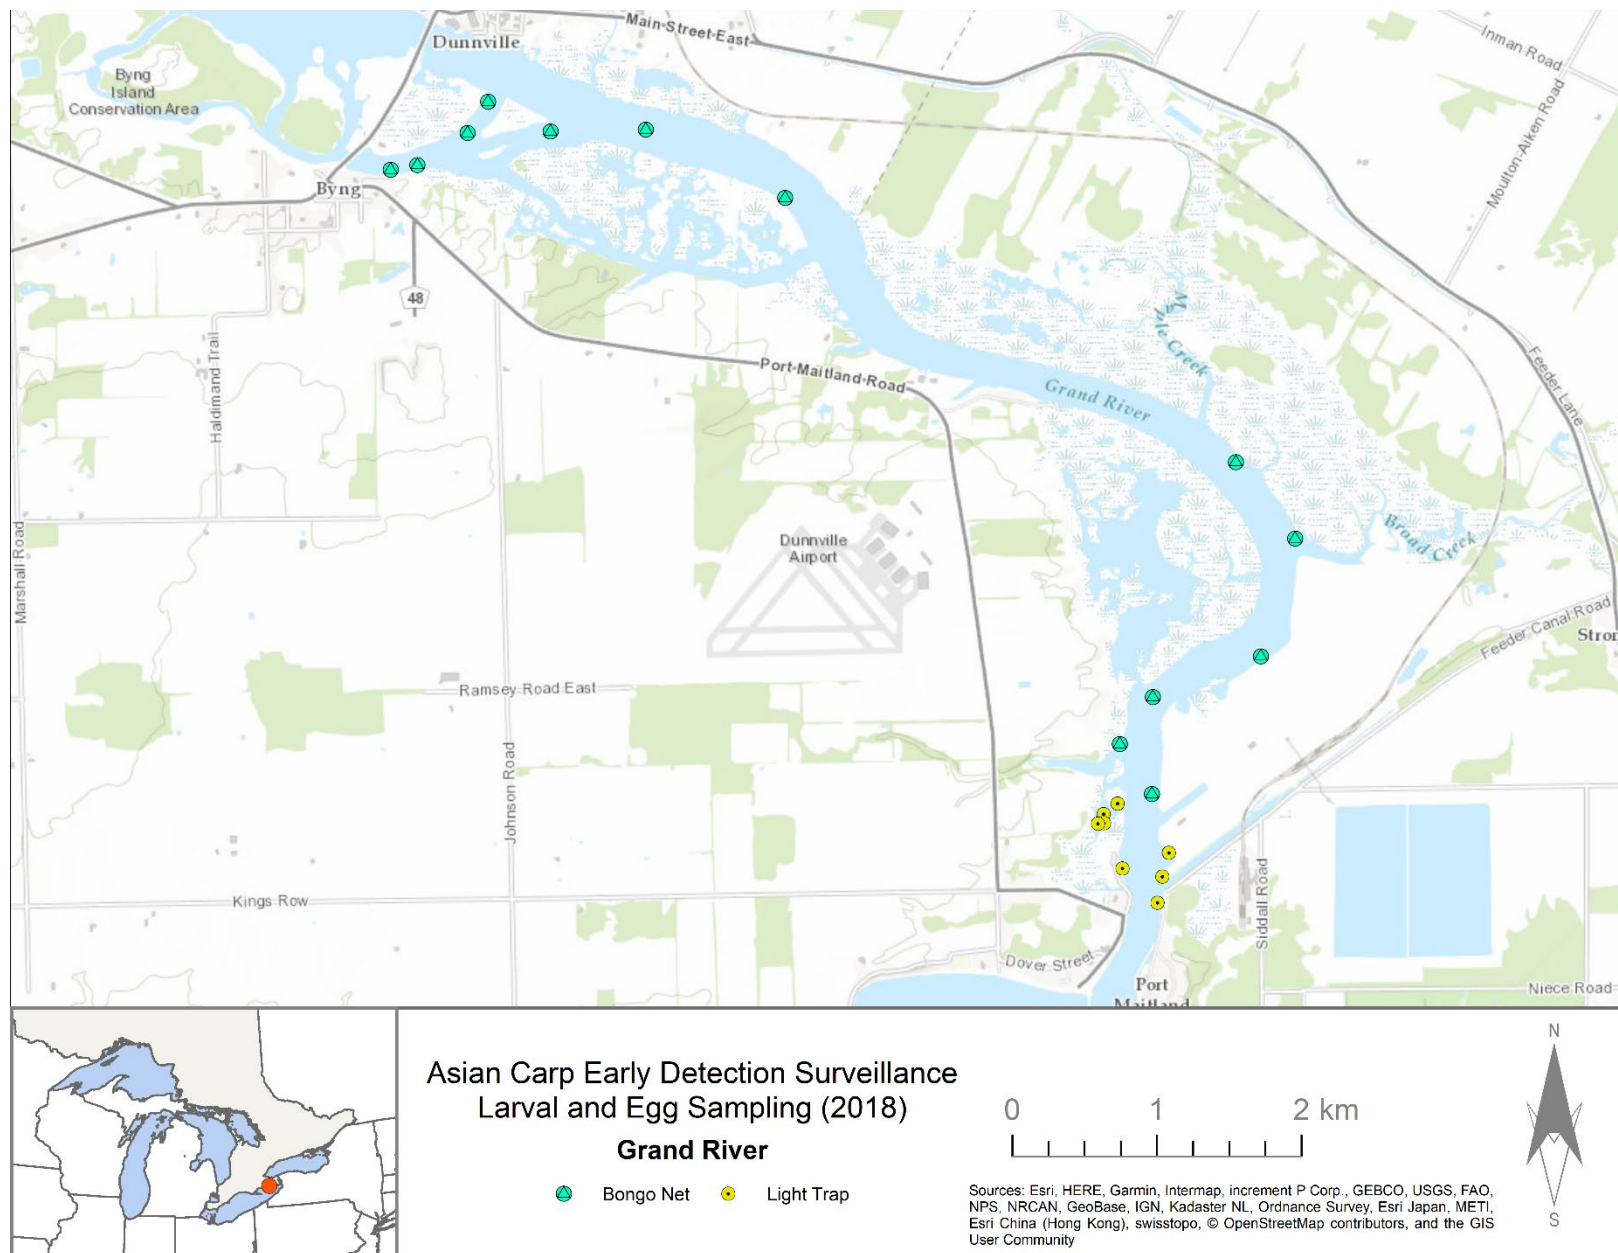 Main Street East
Dunnville
Inman Road
Byng
Island
Conservation Area
Moulton-Aiken Road
Byng
48
Maple Creek
Haldimand Trail
Port Maitland Road
Grand River
Feeder Lane
Marshall Road
Dunnville
Airport
Broad Creek
Feeder Canal Road
Stron
Ramsey Road East
Johnson Road
Kings Row
Siddall Road
Dover Street
Port
Maitland
Niece Road
Asian Carp Early Detection Surveillance
Larval and Egg Sampling (2018)
Grand River
Bongo Net
Light Trap
0 1 2 km
N
S
Sources: Esri, HERE, Garmin, Intermap, increment P Corp., GEBCO, USGS, FAO,
NPS, NRCAN, GeoBase, IGN, Kadaster NL, Ordnance Survey, Esri Japan, METI,
Esri China (Hong Kong), swisstopo, © OpenStreetMap contributors, and the GIS
User Community